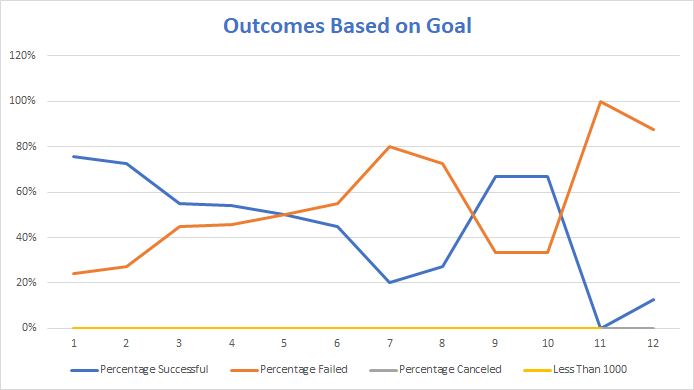 Outcomes Based on Goal
120%
100%
80%
60%
40%
20%
0%
1 2 3 4 5 6 7 8 9 10 11 12
Percentage Successful Percentage Failed Percentage Canceled Less Than 1000